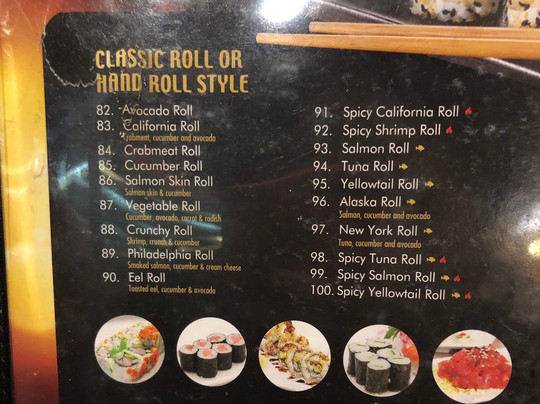 CLASSIC ROLL OR
HAND ROLL STYLE
82. Avocado Roll
83. California Roll
Crabmeat, cucumber and avocado
84. Crabmeat Roll
85. Cucumber Roll
86. Salmon Skin Roll
Salmon skin & cucumber
87. Vegetable Roll
Cucumber, avocado, carrot & radish
88. Crunchy Roll
Shrimp, crunch & cucumber
89. Philadelphia Roll
Smoked salmon, cucumber & cream cheese
90. Eel Roll
Toasted eel, cucumber & avocado
91. Spicy California Roll
92. Spicy Shrimp Roll
93. Salmon Roll
94. Tuna Roll
95. Yellowtail Roll
96. Alaska Roll
Salmon, cucumber and avocado
97. New York Roll
Tuna, cucumber and avocado
98. Spicy Tuna Roll
99. Spicy Salmon Roll
100. Spicy Yellowtail Roll